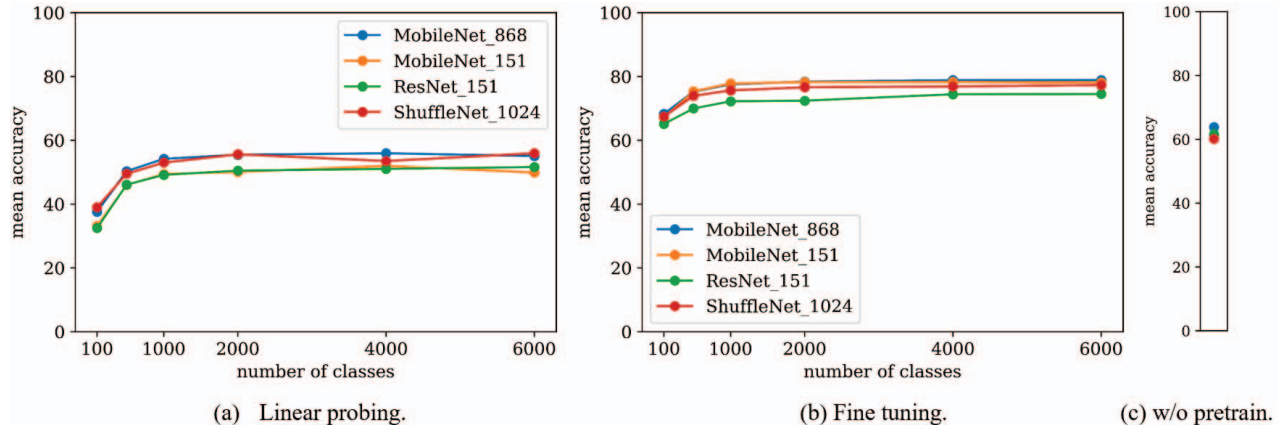 100
80
60
40
20
0
mean accuracy
MobileNet_868
MobileNet_151
ResNet_151
ShuffleNet_1024
100 1000 2000 4000 6000
number of classes
(a) Linear probing.
100
80
60
40
20
0
mean accuracy
MobileNet_868
MobileNet_151
ResNet_151
ShuffleNet_1024
100 1000 2000 4000 6000
number of classes
(b) Fine tuning.
100
80
60
40
20
0
mean accuracy
(c) w/o pretrain.